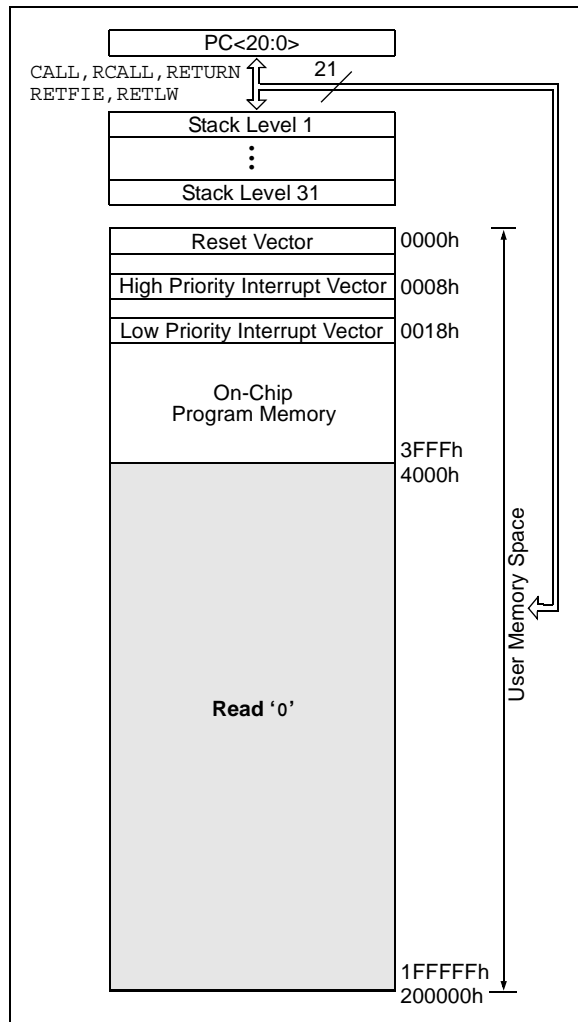 PC<20:0>
CALL,RCALL,RETURN
RETFIE,RETLW
21
Stack Level 1
Stack Level 31
Reset Vector
0000h
High Priority Interrupt Vector
0008h
Low Priority Interrupt Vector
0018h
On-Chip
Program Memory
3FFFh
4000h
User Memory Space
Read ‘0’
1FFFFFh
200000h